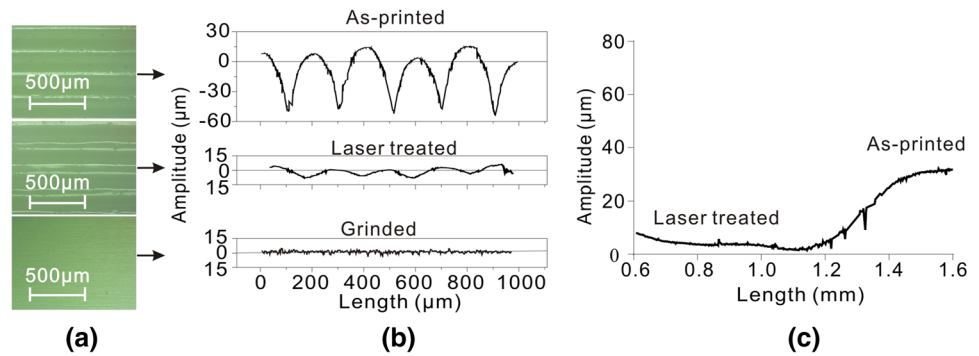 500μm
500μm
500μm
(a)
As-printed
30
0
-30
-60
Laser treated
15
0
15
Grinded
15
0
15
Amplitude (μm)
0 200 400 600 800 1000
Length (μm)
(b)
80
60
40
20
0
Amplitude (μm)
As-printed
Laser treated
0.6 0.8 1.0 1.2 1.4 1.6
Length (mm)
(c)